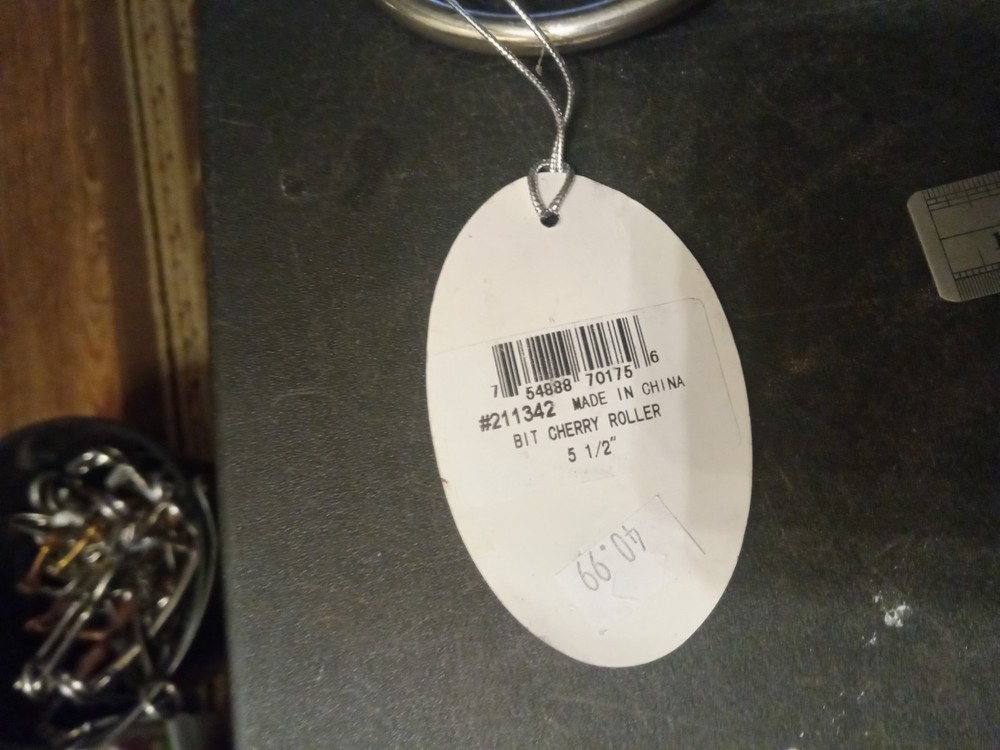 7 54888 70175 6
#211342 MADE IN CHINA
BIT CHERRY ROLLER
5 1/2"
40.99